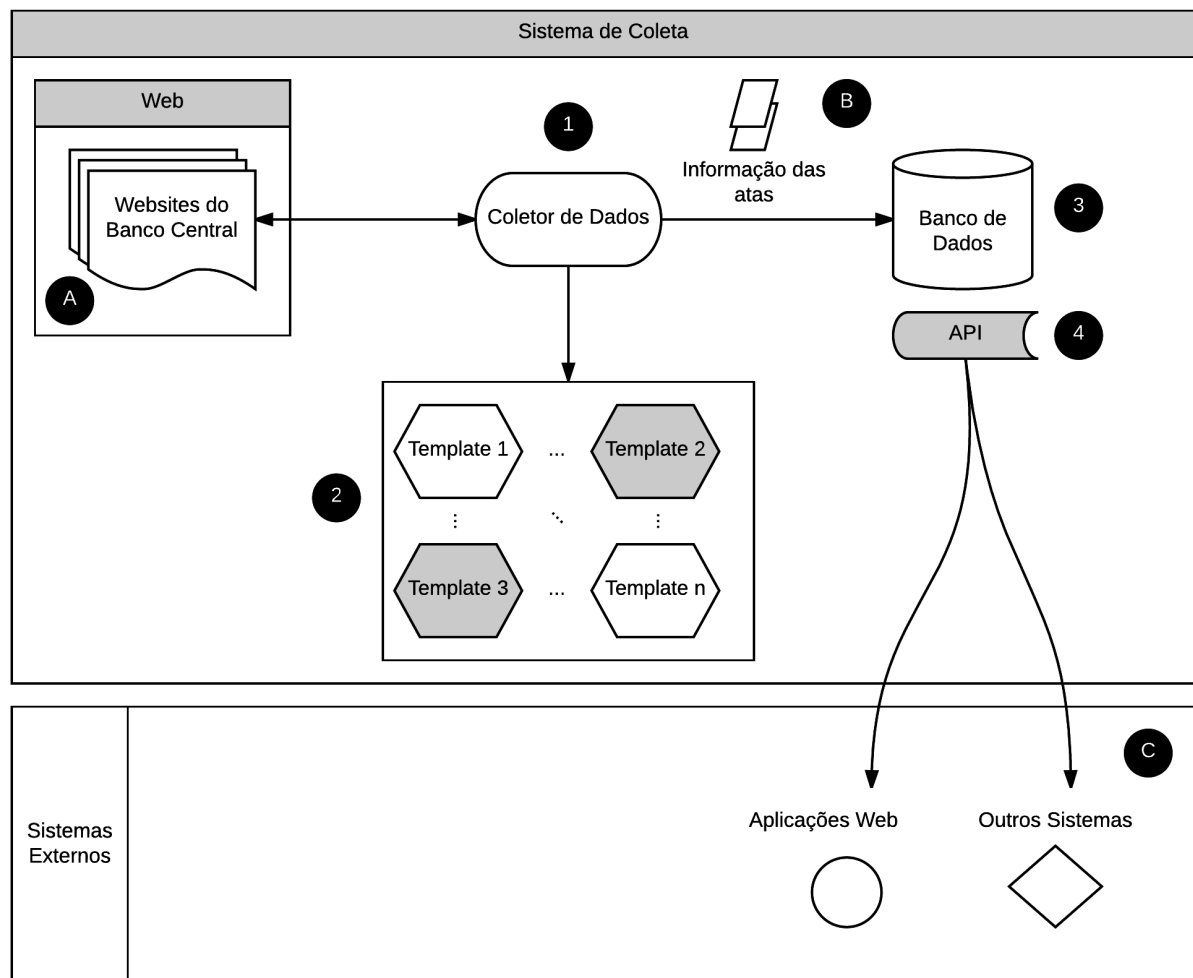 Sistema de Coleta
Web
Websites do
Banco Central
A
1
Coletor de Dados
B
Informação das
atas
Banco de
Dados
3
API
4
2
Template 1
...
Template 2
...
...
...
Template 3
...
Template n
C
Sistemas
Externos
Aplicações Web
Outros Sistemas